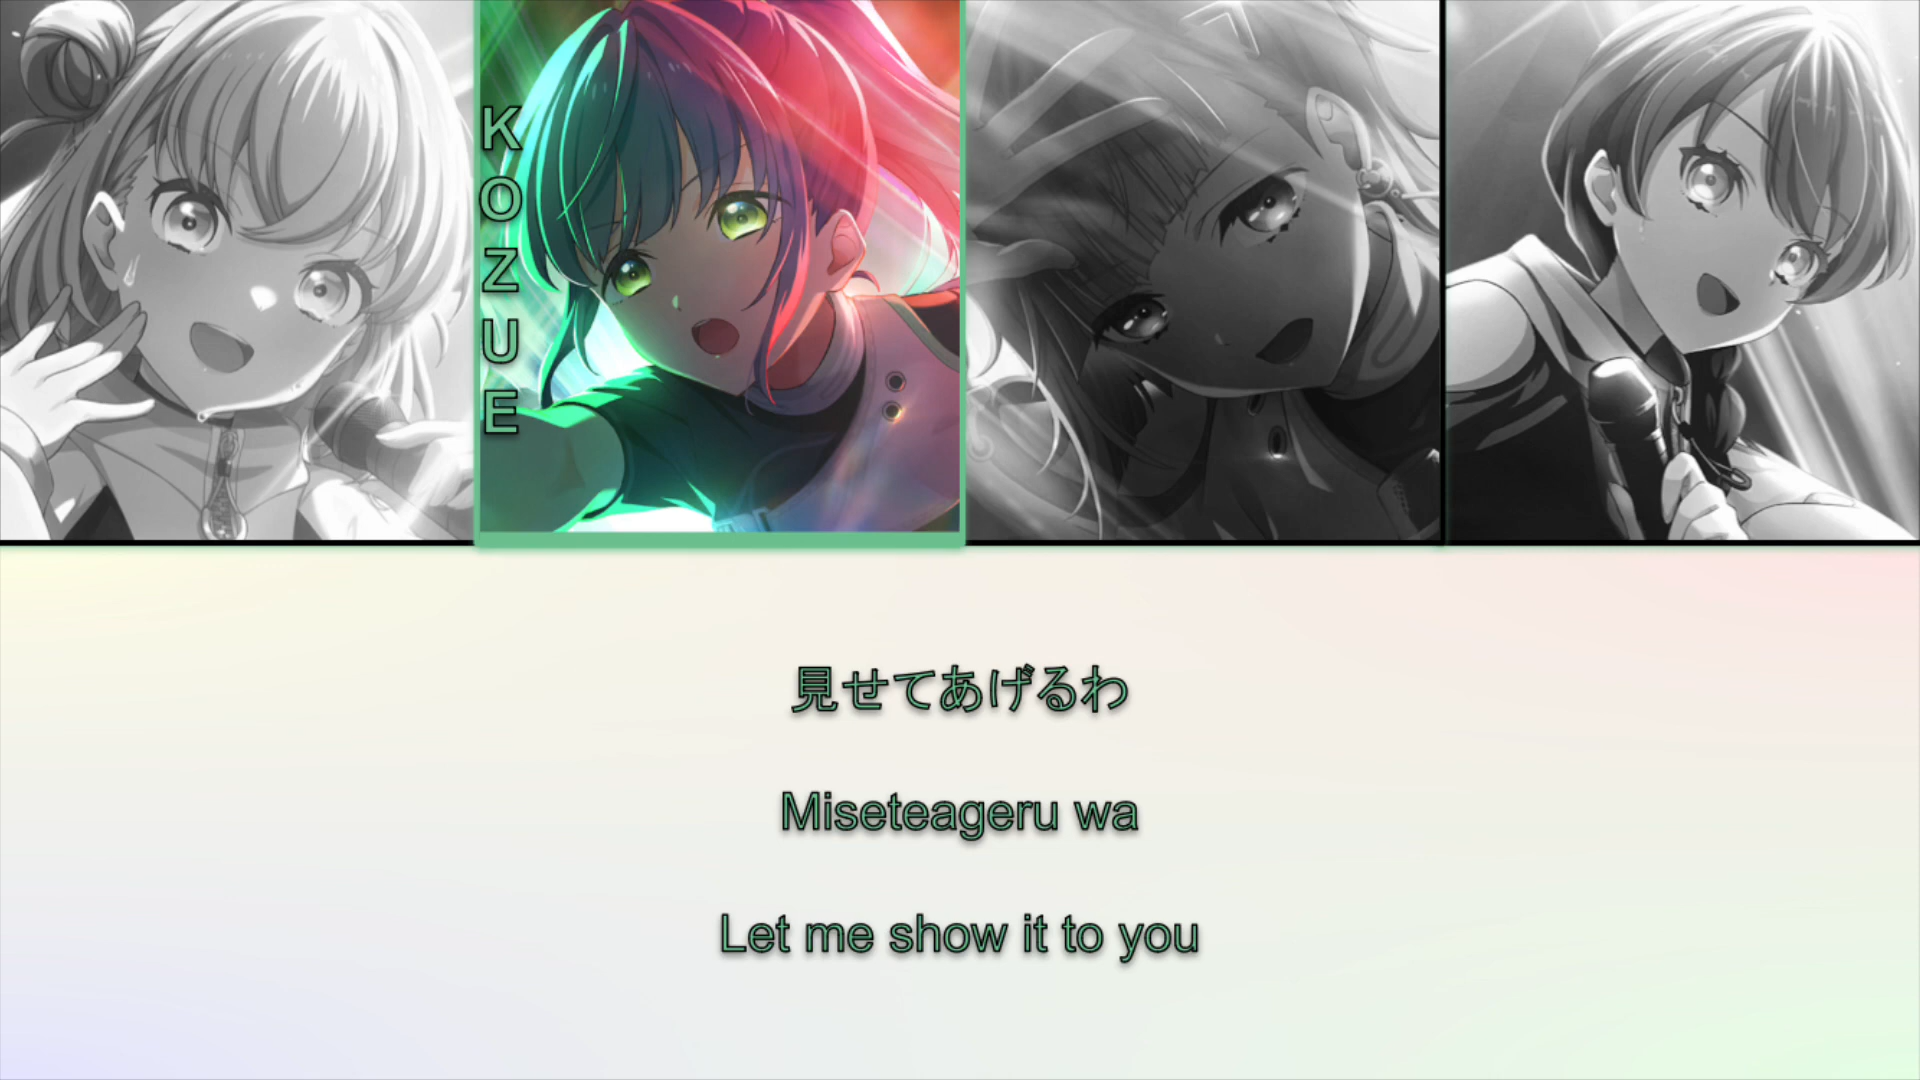 KOZUE
見せてあげるわ
Miseteageru wa
Let me show it to you